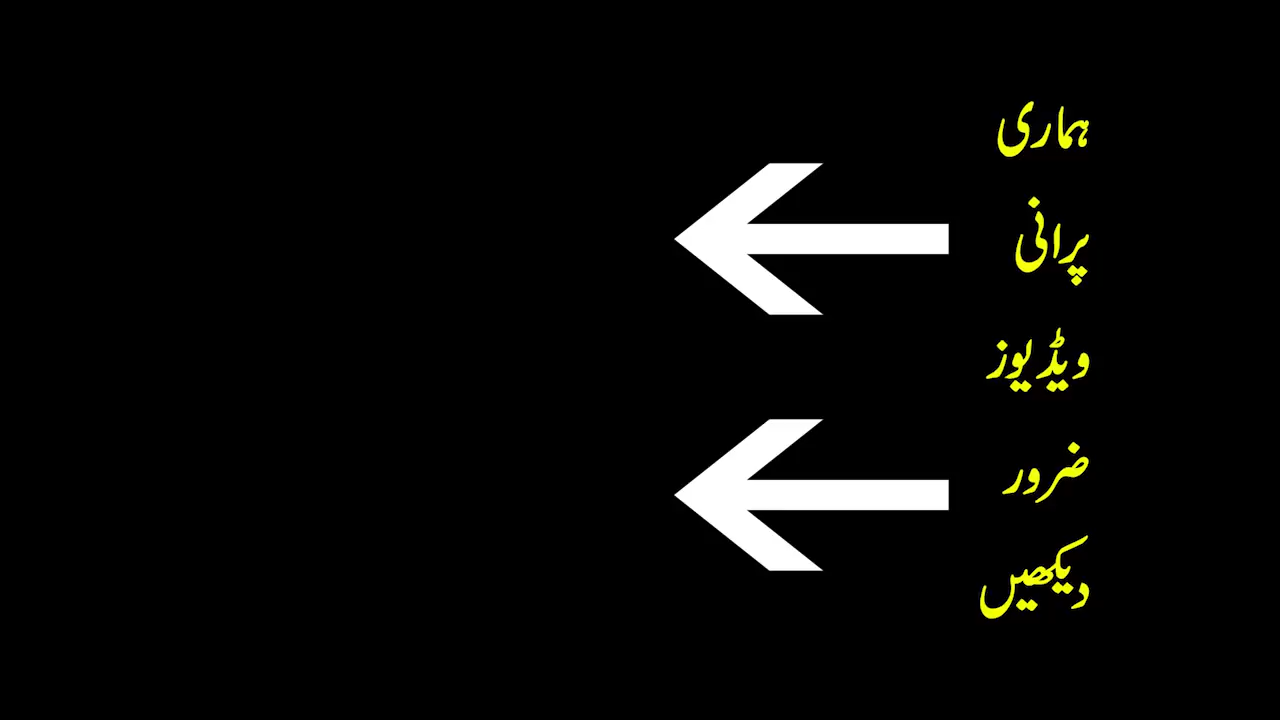 ہماری
پرانی
ویڈیوز
ضرور
دیکھیں